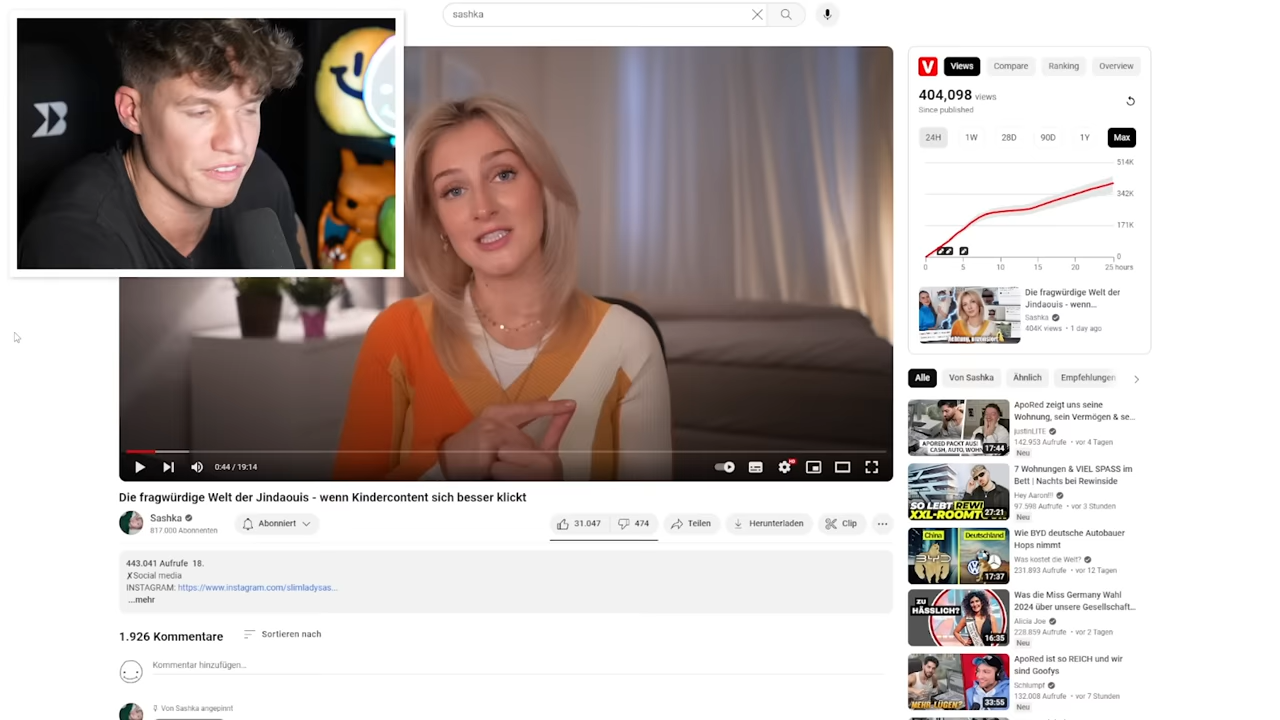 sashka
Views
Compare
Ranking
Overview
404,098 views
Since published
24H
1W
28D
90D
1Y
Max
514K
342K
171K
0
0
5
10
15
20
25 hours
Die fragwürdige Welt der
Jindaouis - wenn...
Sashka
404K views • 1 day ago
0:44 / 19:14
HD
Die fragwürdige Welt der Jindaouis - wenn Kindercontent sich besser klickt
Sashka
817.000 Abonnenten
Abonniert
31.047
474
Teilen
Herunterladen
Clip
443.041 Aufrufe 18.
✗Social media
INSTAGRAM: https://www.instagram.com/slimladysas...
...mehr
1.926 Kommentare
Sortieren nach
Kommentar hinzufügen...
Von Sashka angepinnt
Alle
Von Sashka
Ähnlich
Empfehlungen
ApoRed zeigt uns seine
Wohnung, sein Vermögen & se...
justinLITE
142.953 Aufrufe • vor 4 Tagen
Neu
APORED PACKT AUS!
CASH, AUTO, WOHN
17:44
7 Wohnungen & VIEL SPASS im
Bett | Nachts bei Rewinside
Hey Aaron!!
97.598 Aufrufe • vor 3 Stunden
Neu
SO LEBT REWI
XXL-ROOMT
27:21
Wie BYD deutsche Autobauer
Hops nimmt
Was kostet die Welt?
231.893 Aufrufe • vor 12 Tagen
China
Deutschland
17:37
Was die Miss Germany Wahl
2024 über unsere Gesellschaft...
Alicia Joe
228.859 Aufrufe • vor 2 Tagen
Neu
ZU
HÄSSLICH?
16:35
ApoRed ist so REICH und wir
sind Goofys
Schlumpf
132.008 Aufrufe • vor 7 Stunden
Neu
MEHR LÜGEN?
33:55